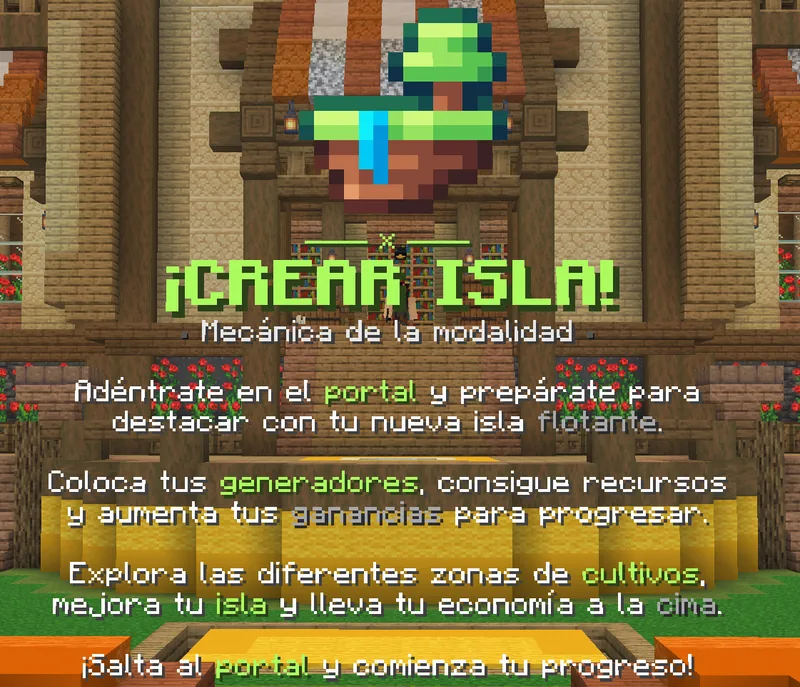 ¡CREAR ISLA!
Mecánica de la modalidad
Adéntrate en el portal y prepárate para
destacar con tu nueva isla flotante.
Coloca tus generadores, consigue recursos
y aumenta tus ganancias para progresar.
Explora las diferentes zonas de cultivos,
mejora tu isla y lleva tu economía a la cima.
¡Salta al portal y comienza tu progreso!